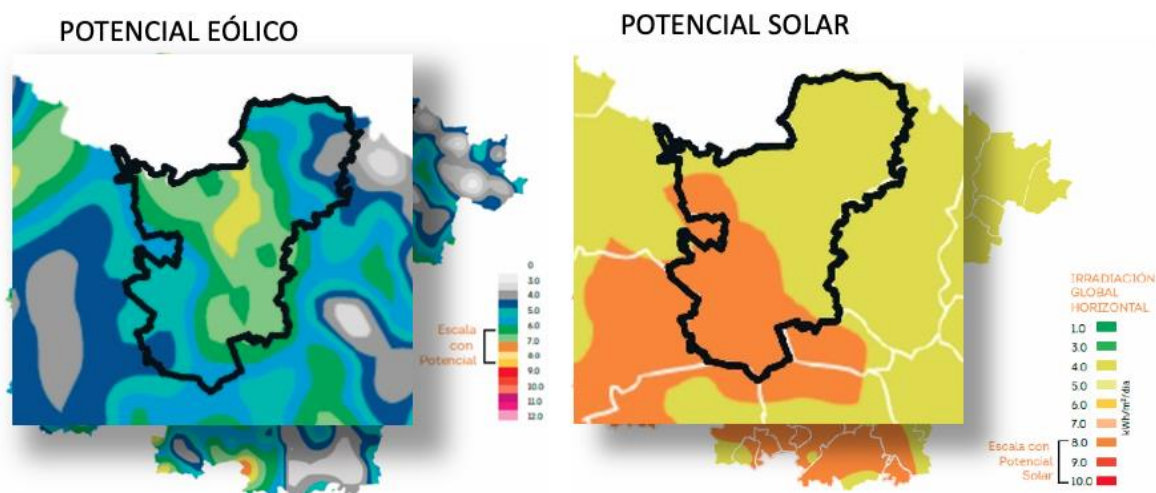 POTENCIAL EÓLICO
POTENCIAL SOLAR
0
3.0
4.0
5.0
6.0
7.0
8.0
9.0
10.0
11.0
12.0
Escala
con
Potencial
IRRADIACIÓN
GLOBAL
HORIZONTAL
1.0
3.0
4.0
5.0
6.0
7.0
8.0
9.0
10.0
kWh/m²/día
Escala con
Potencial
Solar